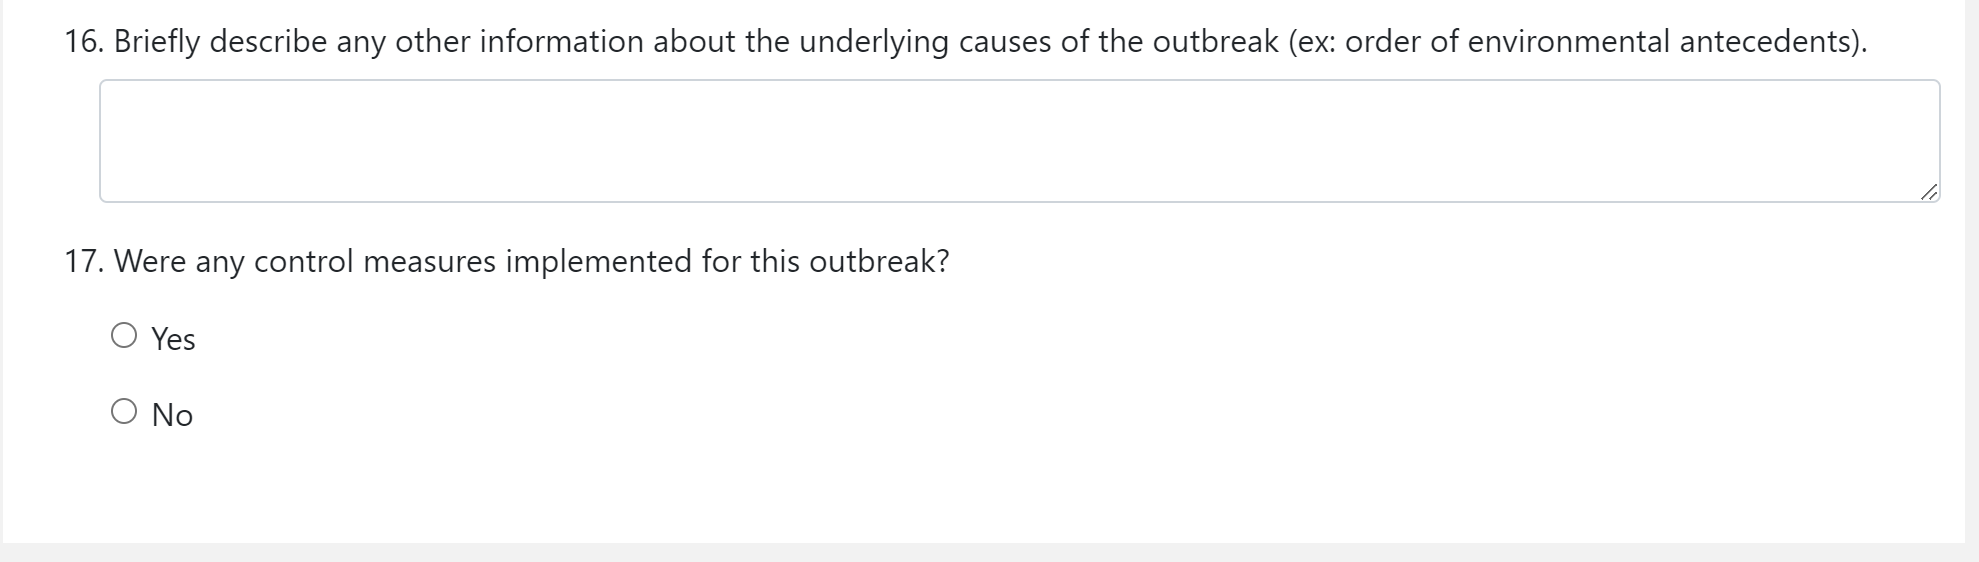 16. Briefly describe any other information about the underlying causes of the outbreak (ex: order of environmental antecedents).
17. Were any control measures implemented for this outbreak?
Yes
No